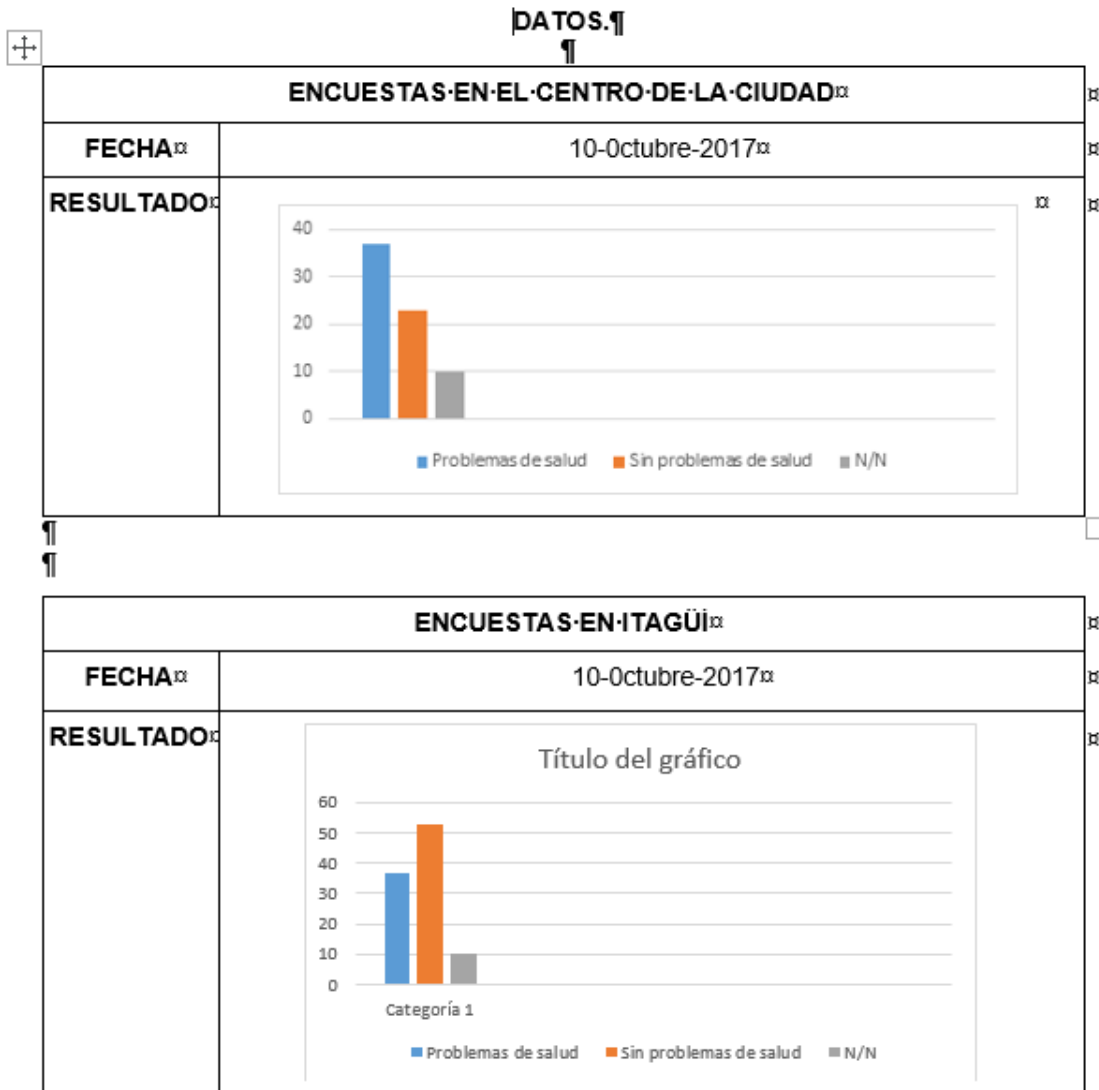 DATOS.¶
¶
ENCUESTAS·EN·EL·CENTRO·DE·LA·CIUDAD¤ ¤
FECHA¤ 10-0ctubre-2017¤ ¤
RESULTADO¤ ¤ ¤
40
30
20
10
0
Problemas de salud Sin problemas de salud N/N
¶
¶
ENCUESTAS·EN·ITAGÜÍ¤ ¤
FECHA¤ 10-0ctubre-2017¤ ¤
RESULTADO¤ ¤
Título del gráfico
60
50
40
30
20
10
0
Categoría 1
Problemas de salud Sin problemas de salud N/N